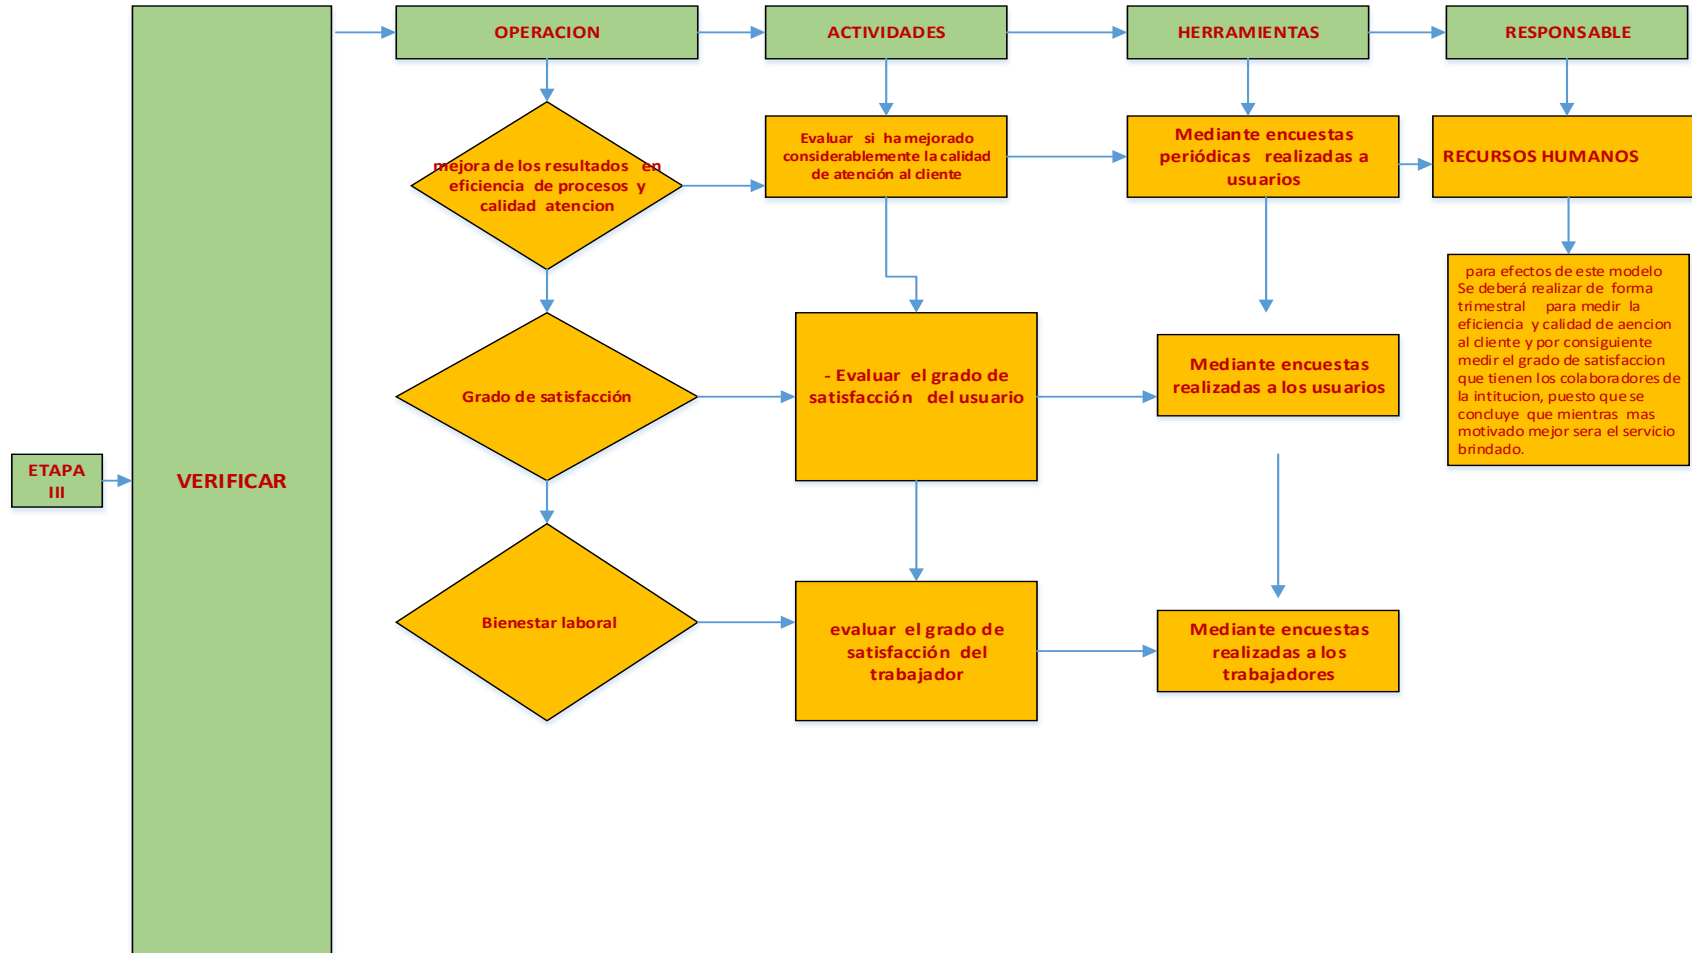 OPERACION
ACTIVIDADES
HERRAMIENTAS
RESPONSABLE
mejora de los resultados en
eficiencia de procesos y
calidad atencion
Evaluar si ha mejorado
considerablemente la calidad
de atención al cliente
Mediante encuestas
periódicas realizadas a
usuarios
RECURSOS HUMANOS
para efectos de este modelo
Se deberá realizar de forma
trimestral para medir la
eficiencia y calidad de aencion
al cliente y por consiguiente
medir el grado de satisfaccion
que tienen los colaboradores de
la intitucion, puesto que se
concluye que mientras mas
motivado mejor sera el servicio
brindado.
Grado de satisfacción
- Evaluar el grado de
satisfacción del usuario
Mediante encuestas
realizadas a los usuarios
ETAPA
III
VERIFICAR
Bienestar laboral
evaluar el grado de
satisfacción del
trabajador
Mediante encuestas
realizadas a los
trabajadores